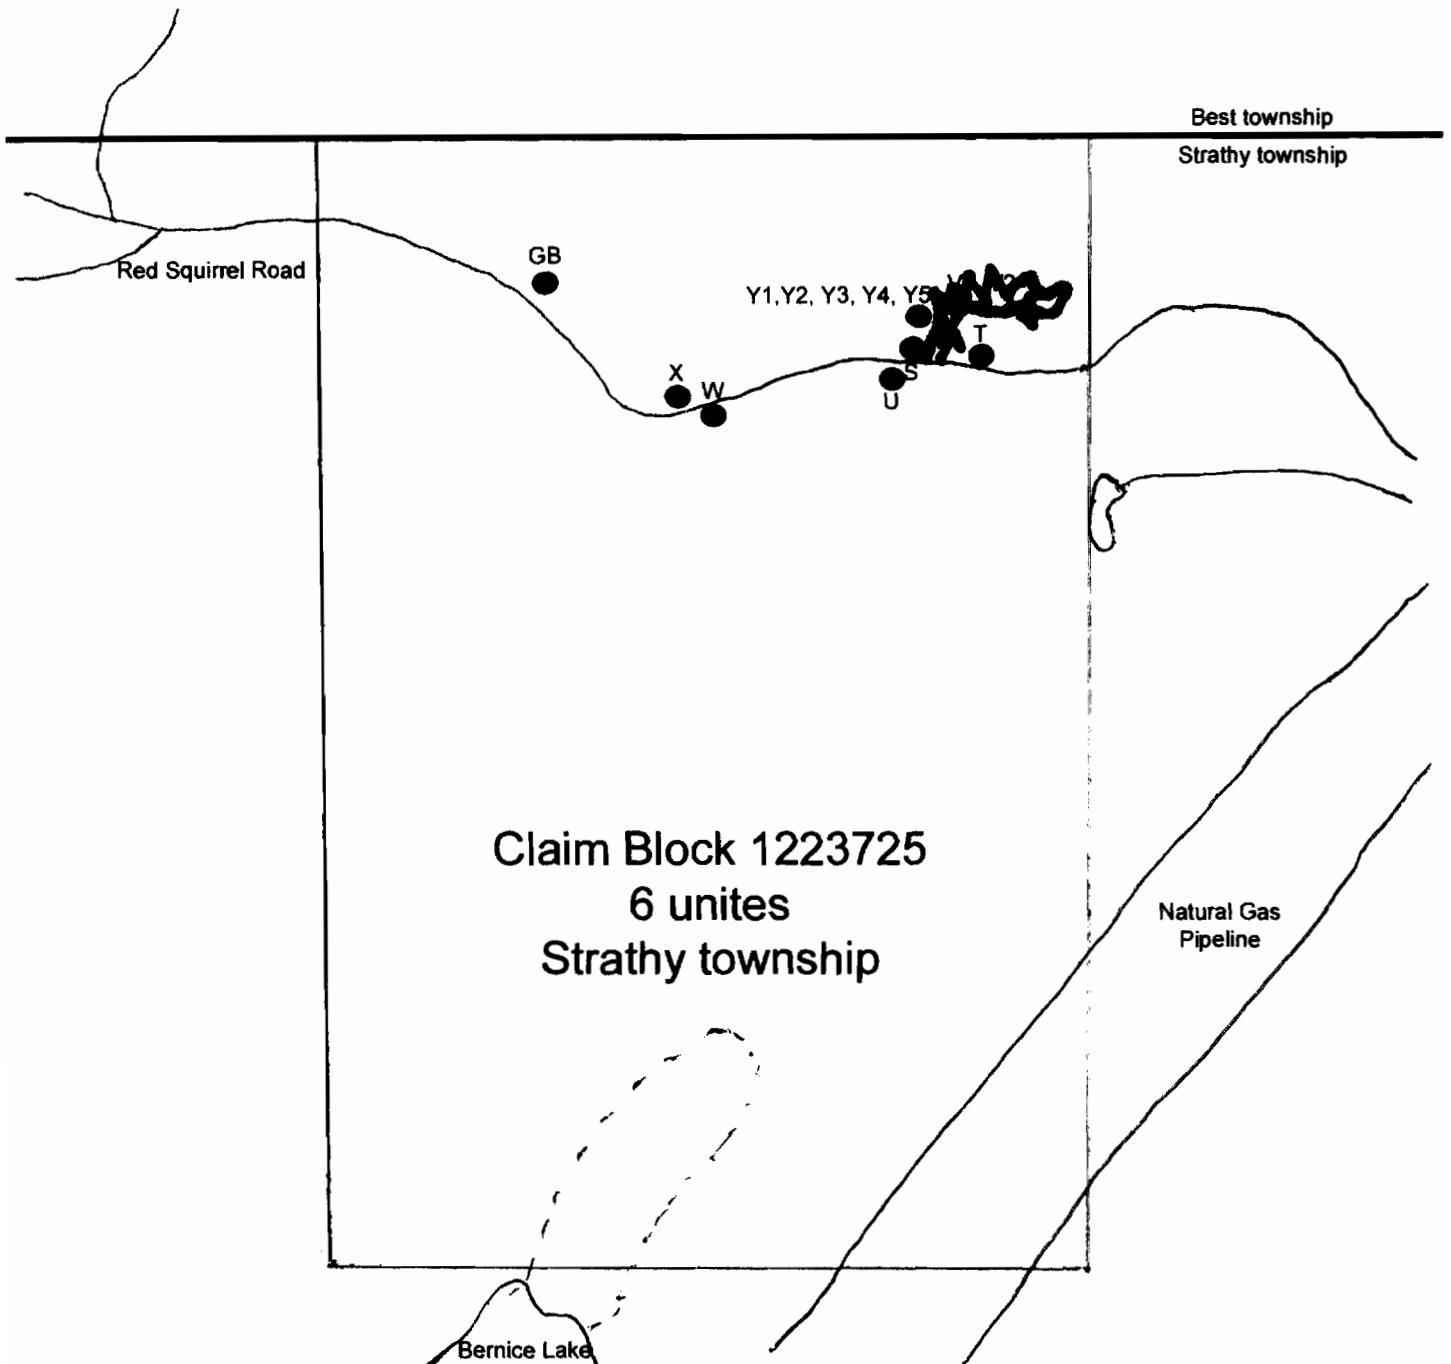 Best township
Strathy township
Red Squirrel Road
GB
Y1,Y2, Y3, Y4, Y5
T
X
W
S
U
Claim Block 1223725
6 unites
Strathy township
Natural Gas
Pipeline
Bernice Lake